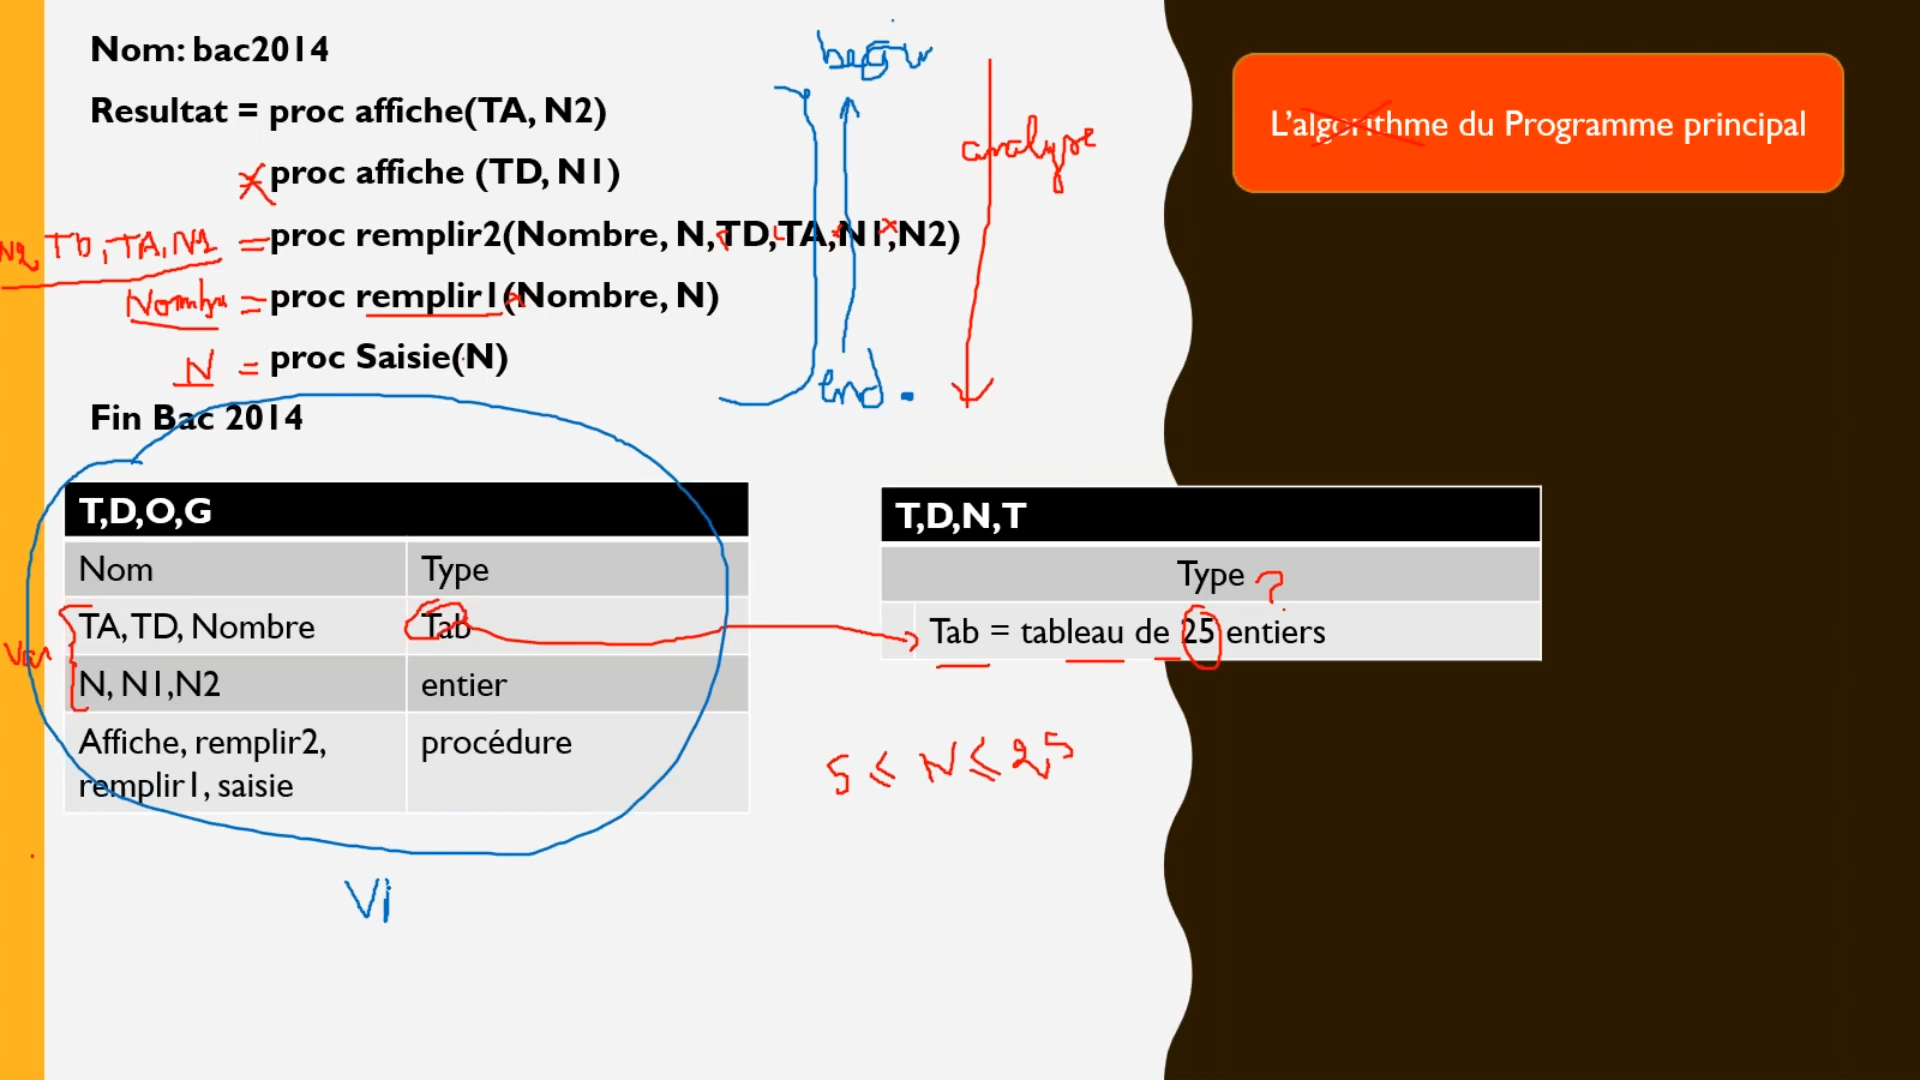 Nom: bac2014
Resultat = proc affiche(TA, N2)
proc affiche (TD, N1)
N2, TD, TA, N1 = proc remplir2(Nombre, N,TD,TA,N1,N2)
Nombre = proc remplir1(Nombre, N)
N = proc Saisie(N)
Fin Bac 2014
begin
end.
analyse
L'algorithme du Programme principal
T,D,O,G
Nom Type
TA, TD, Nombre Tab
N, N1,N2 entier
Affiche, remplir2, procédure
remplir1, saisie
Var
T,D,N,T
Type ?
Tab = tableau de 25 entiers
5 ≤ N ≤ 25
Vi